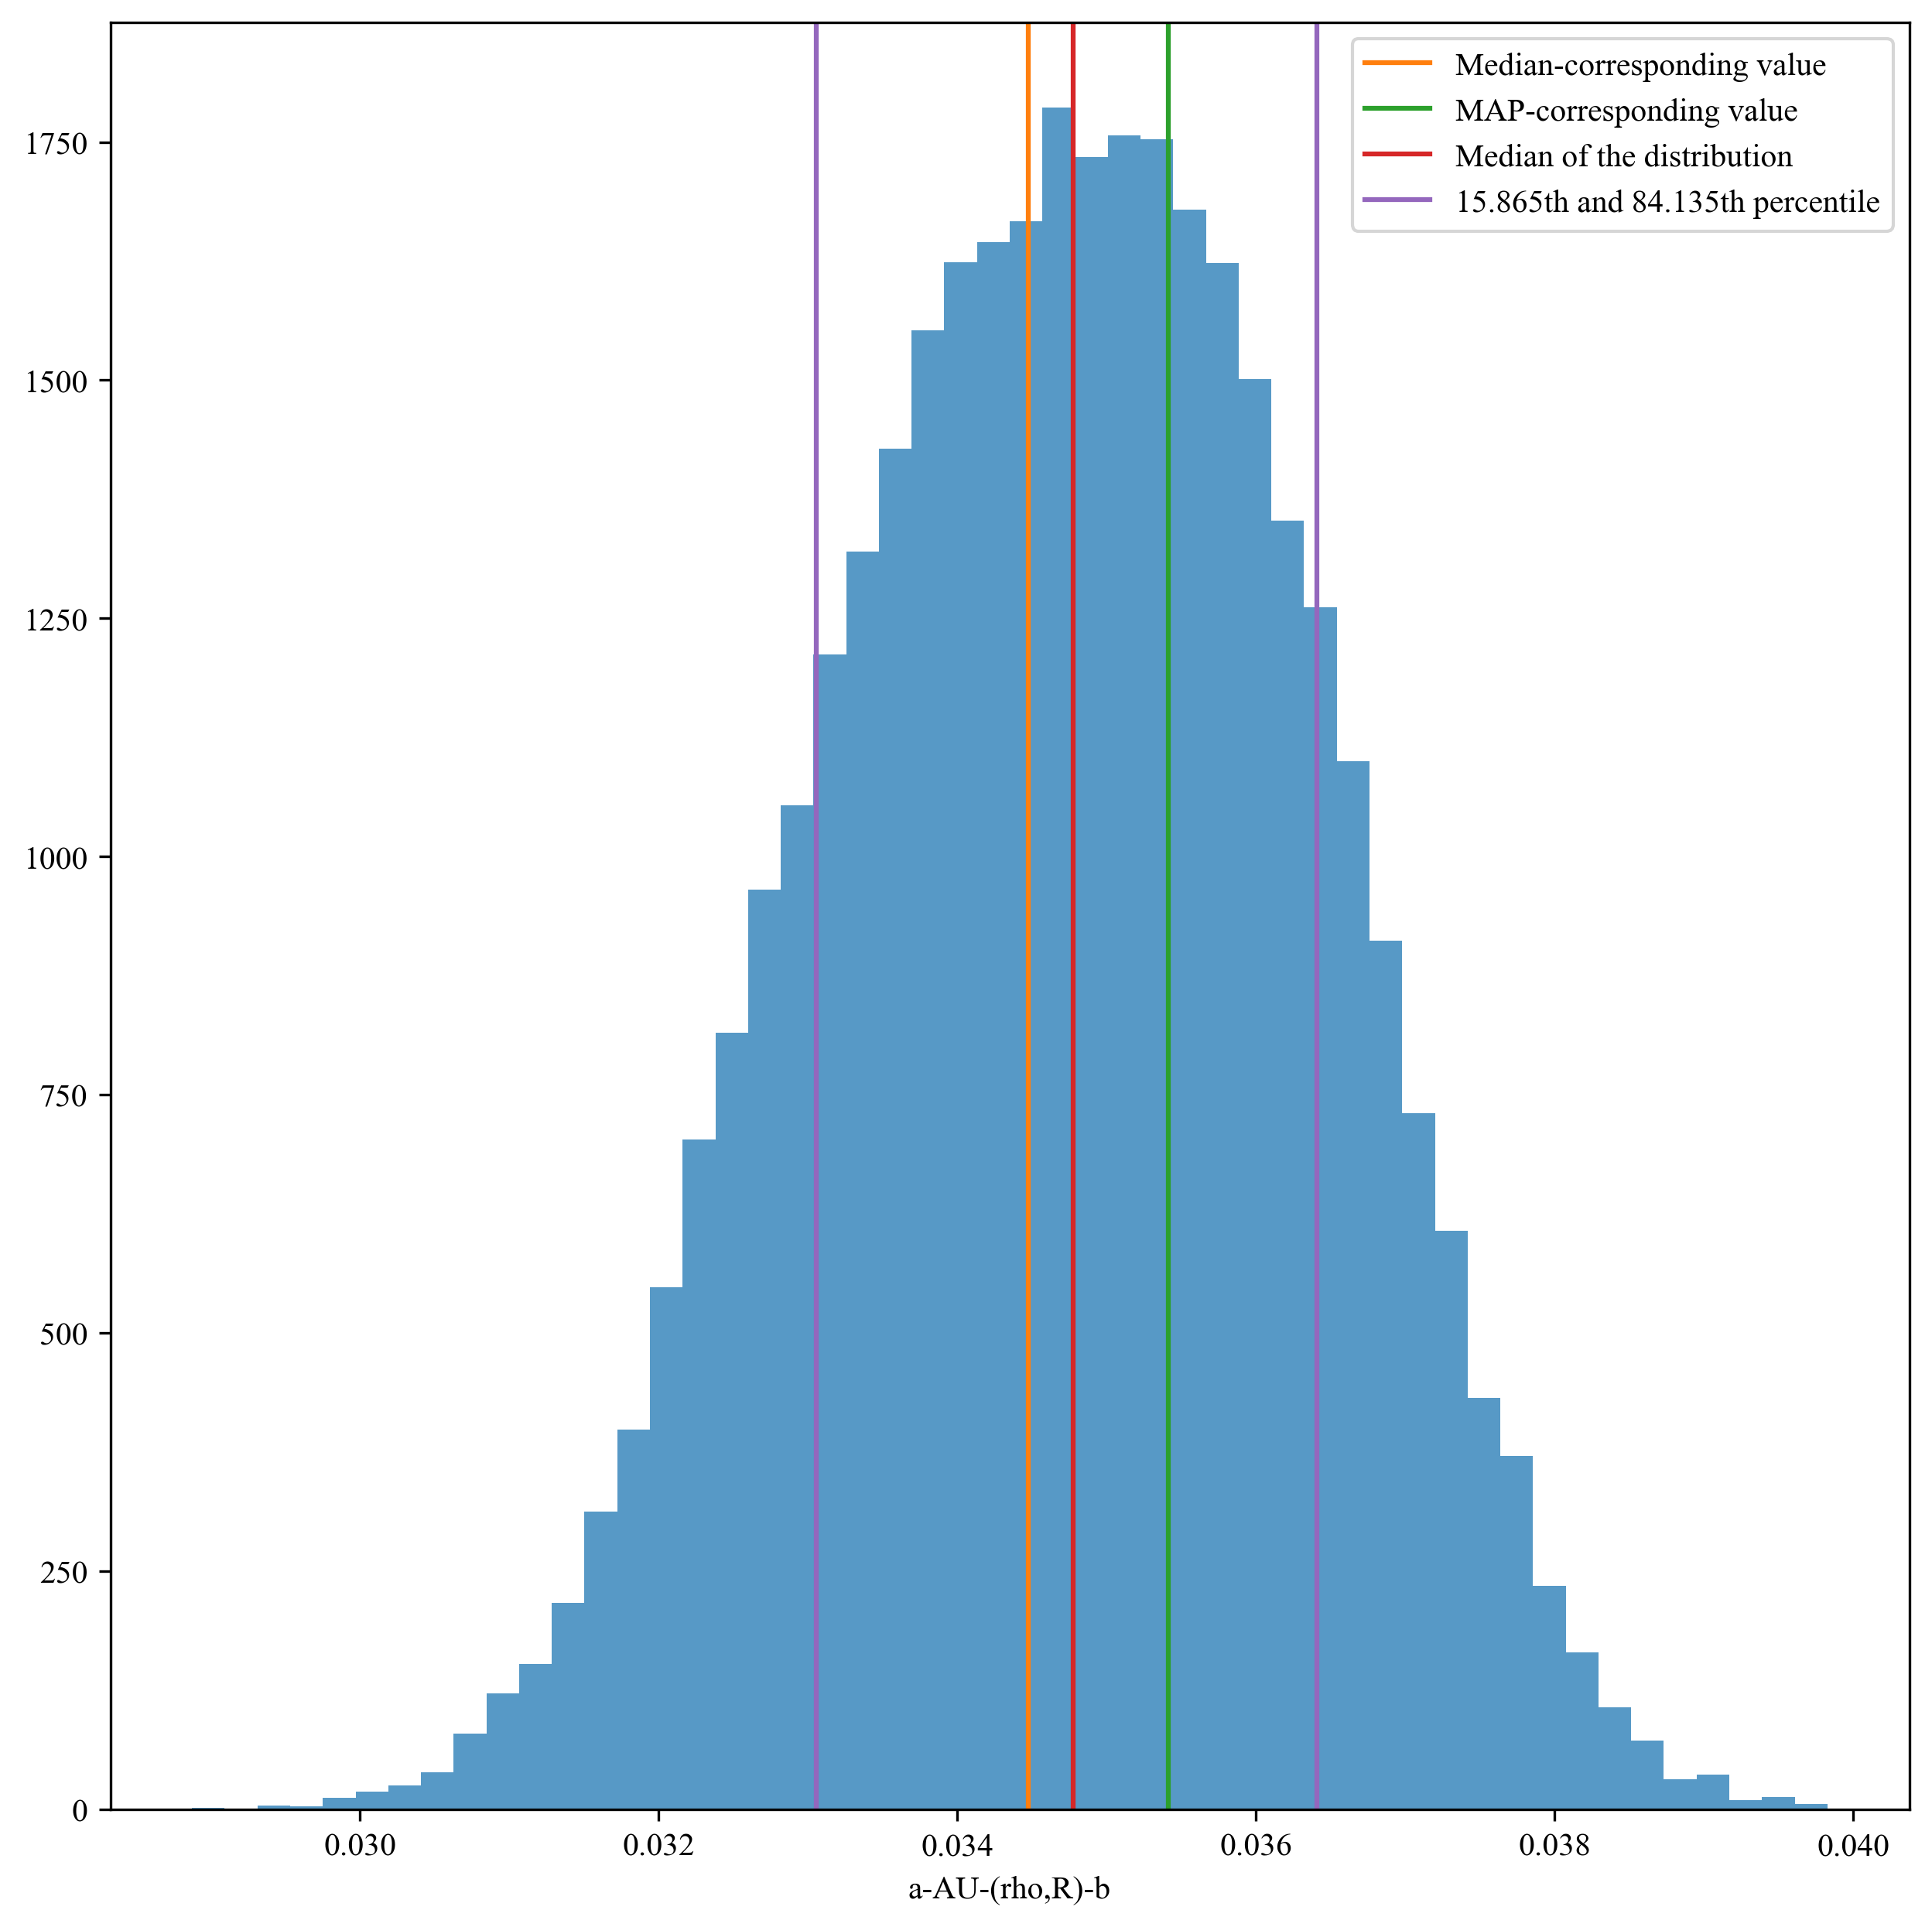 Median-corresponding value
MAP-corresponding value
Median of the distribution
15.865th and 84.135th percentile
1750
1500
1250
1000
750
500
250
0
0.030 0.032 0.034 0.036 0.038 0.040
a-AU-(rho,R)-b